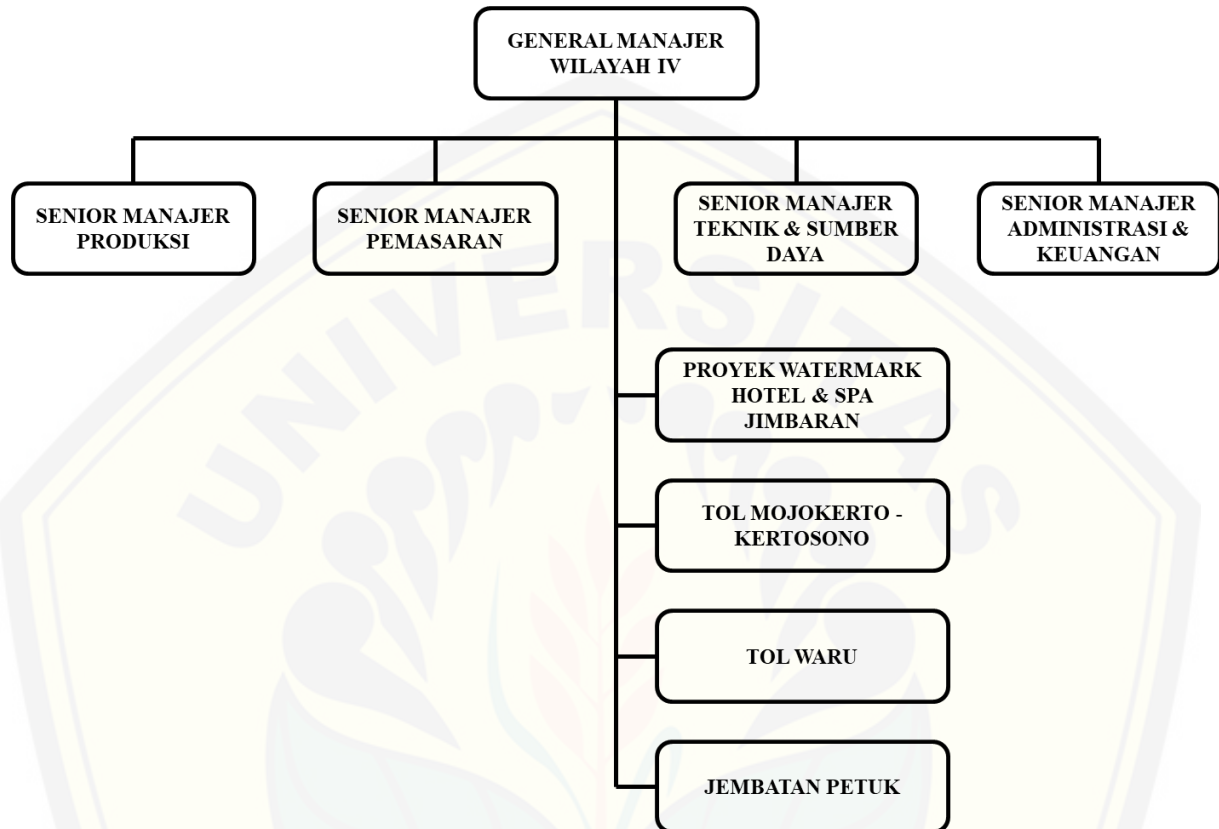 GENERAL MANAJER
WILAYAH IV
SENIOR MANAJER
PRODUKSI
SENIOR MANAJER
PEMASARAN
SENIOR MANAJER
TEKNIK & SUMBER
DAYA
SENIOR MANAJER
ADMINISTRASI &
KEUANGAN
UNIVERSITAS
PROYEK WATERMARK
HOTEL & SPA
JIMBARAN
TOL MOJOKERTO -
KERTOSONO
TOL WARU
JEMBATAN PETUK